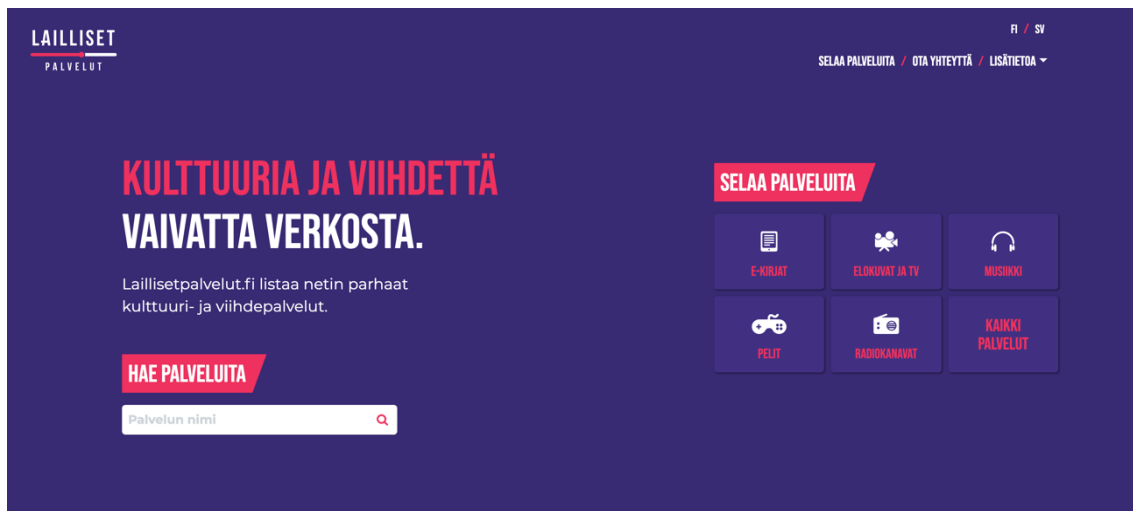 LAILLISET
PALVELUT
FI / SV
SELAA PALVELUITA / OTA YHTEYTTÄ / LISÄTIETOA
KULTTUURIA JA VIIHDETTÄ
VAIVATTA VERKOSTA.
Laillisetpalvelut.fi listaa netin parhaat
kulttuuri- ja viihdepalvelut.
HAE PALVELUITA
Palvelun nimi
SELAA PALVELUITA
E-KIRJAT
ELOKUVAT JA TV
MUSIIKKI
PELIT
RADIOKANAVAT
KAIKKI
PALVELUT